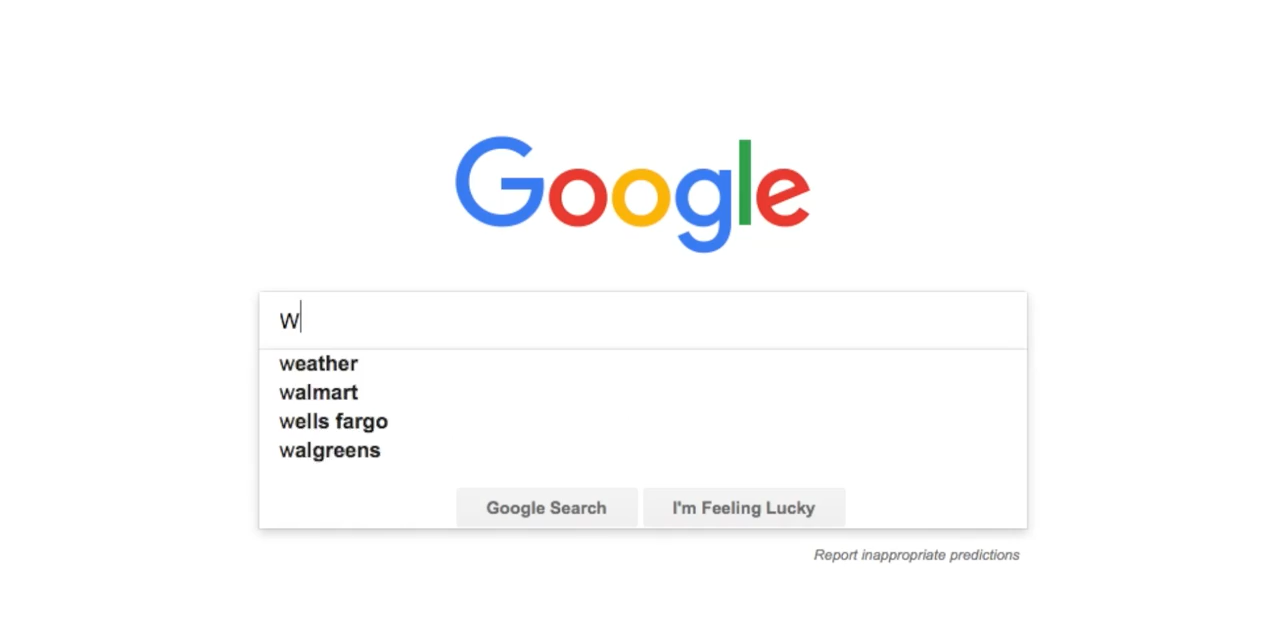 Google
w
weather
walmart
wells fargo
walgreens
Google Search I'm Feeling Lucky
Report inappropriate predictions